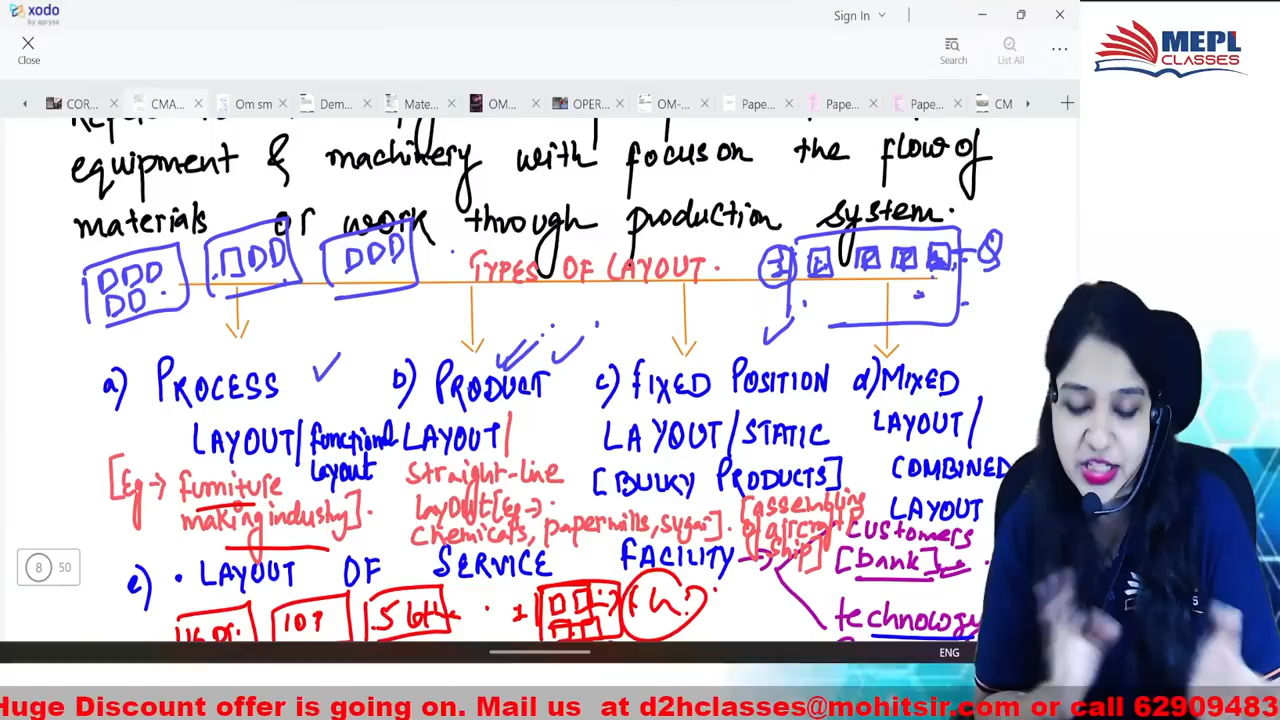 xodo
by apryse
Sign In
Close
Search
List All
COR...
CMA...
Om sm
Dem...
Mate...
OM...
OPER...
OM-...
Pape...
Pape...
Pape...
CM
MEPL
CLASSES
equipment & machinery with focus on the flow of
materials or work through production system.
TYPES OF LAYOUT.
a) PROCESS
LAYOUT/functional
layout
[Eg → furniture
making industry].
b) PRODUCT
LAYOUT/
Straight-line
layout[Eg →
chemicals, papermills, sugar].
c) FIXED POSITION
LAYOUT/STATIC
[BULKY PRODUCTS]
[assembling
of aircraft
ship]
d) MIXED
LAYOUT/
COMBINED
LAYOUT
e) • LAYOUT OF SERVICE FACILITY →
customers
[bank]
technology
8 50
ENG
Huge Discount offer is going on. Mail us at d2hclasses@mohitsir.com or call 62909483